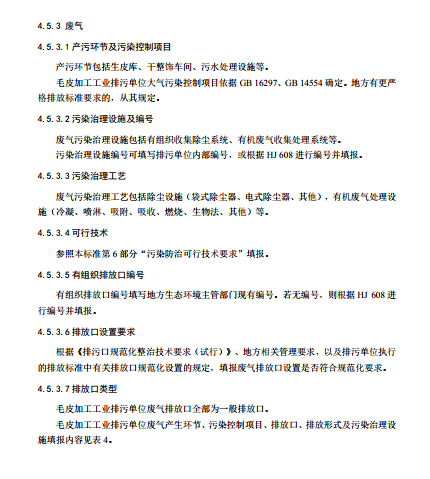 4.5.3 废气
4.5.3.1 产污环节及污染控制项目
产污环节包括生皮库、干整饰车间、污水处理设施等。
毛皮加工工业排污单位大气污染控制项目依据 GB 16297、GB 14554 确定。地方有更严
格排放标准要求的，从其规定。
4.5.3.2 污染治理设施及编号
废气污染治理设施包括有组织收集除尘系统、有机废气收集处理系统等。
污染治理设施编号可填写排污单位内部编号，或根据 HJ 608 进行编号并填报。
4.5.3.3 污染治理工艺
废气污染治理工艺包括除尘设施（袋式除尘器、电式除尘器、其他），有机废气处理设
施（冷凝、喷淋、吸附、吸收、燃烧、生物法、其他）等。
4.5.3.4 可行技术
参照本标准第 6 部分“污染防治可行技术要求”填报。
4.5.3.5 有组织排放口编号
有组织排放口编号填写地方生态环境主管部门现有编号。若无编号，则根据 HJ 608 进
行编号并填报。
4.5.3.6 排放口设置要求
根据《排污口规范化整治技术要求（试行）》、地方相关管理要求，以及排污单位执行
的排放标准中有关排放口规范化设置的规定，填报废气排放口设置是否符合规范化要求。
4.5.3.7 排放口类型
毛皮加工工业排污单位废气排放口全部为一般排放口。
毛皮加工工业排污单位废气产生环节、污染控制项目、排放口、排放形式及污染治理设
施填报内容见表 4。